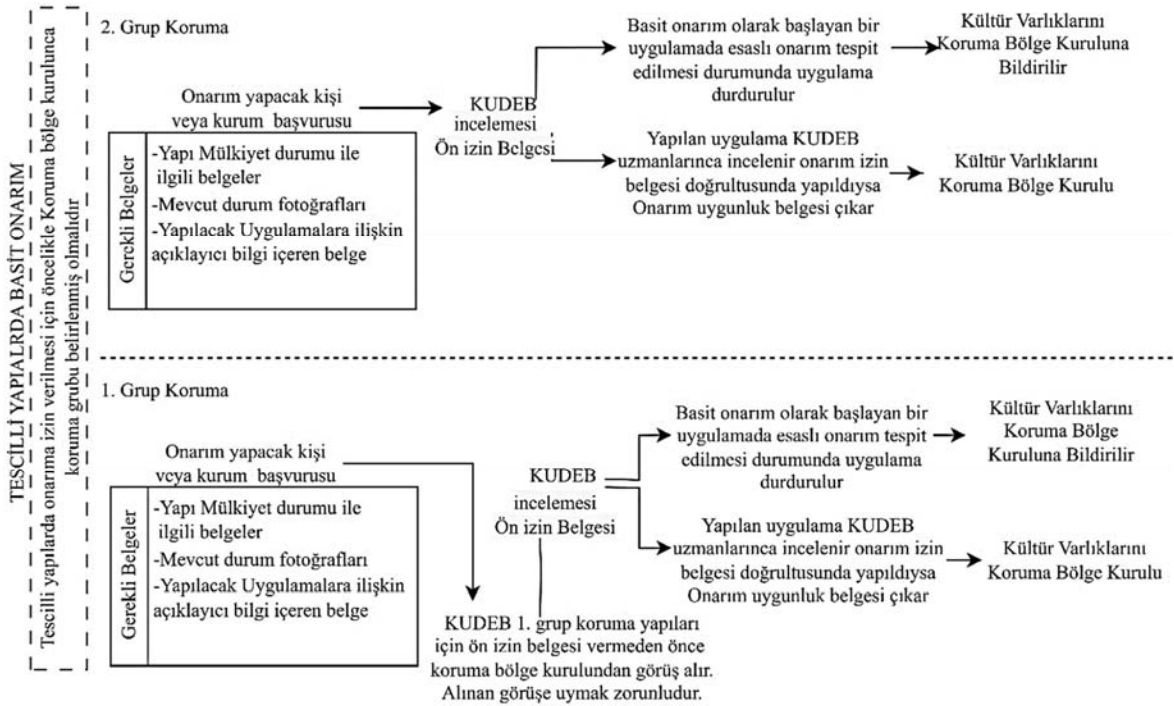 TESCİLLİ YAPIALRDA BASİT ONARIM
Tescilli yapılarda onarıma izin verilmesi için öncelikle Koruma bölge kurulunca
koruma grubu belirlenmiş olmalıdır
2. Grup Koruma
Onarım yapacak kişi
veya kurum başvurusu
Gerekli Belgeler
-Yapı Mülkiyet durumu ile
ilgili belgeler
-Mevcut durum fotoğrafları
-Yapılacak Uygulamalara ilişkin
açıklayıcı bilgi içeren belge
KUDEB
incelemesi
Ön izin Belgesi
Basit onarım olarak başlayan bir
uygulamada esaslı onarım tespit
edilmesi durumunda uygulama
durdurulur
Kültür Varlıklarını
Koruma Bölge Kuruluna
Bildirilir
Yapılan uygulama KUDEB
uzmanlarınca incelenir onarım izin
belgesi doğrultusunda yapıldıysa
Onarım uygunluk belgesi çıkar
Kültür Varlıklarını
Koruma Bölge Kurulu
1. Grup Koruma
Onarım yapacak kişi
veya kurum başvurusu
Gerekli Belgeler
-Yapı Mülkiyet durumu ile
ilgili belgeler
-Mevcut durum fotoğrafları
-Yapılacak Uygulamalara ilişkin
açıklayıcı bilgi içeren belge
KUDEB 1. grup koruma yapıları
için ön izin belgesi vermeden önce
koruma bölge kurulundan görüş alır.
Alınan görüşe uymak zorunludur.
KUDEB
incelemesi
Ön izin Belgesi
Basit onarım olarak başlayan bir
uygulamada esaslı onarım tespit
edilmesi durumunda uygulama
durdurulur
Kültür Varlıklarını
Koruma Bölge
Kuruluna Bildirilir
Yapılan uygulama KUDEB
uzmanlarınca incelenir onarım izin
belgesi doğrultusunda yapıldıysa
Onarım uygunluk belgesi çıkar
Kültür Varlıklarını
Koruma Bölge Kurulu